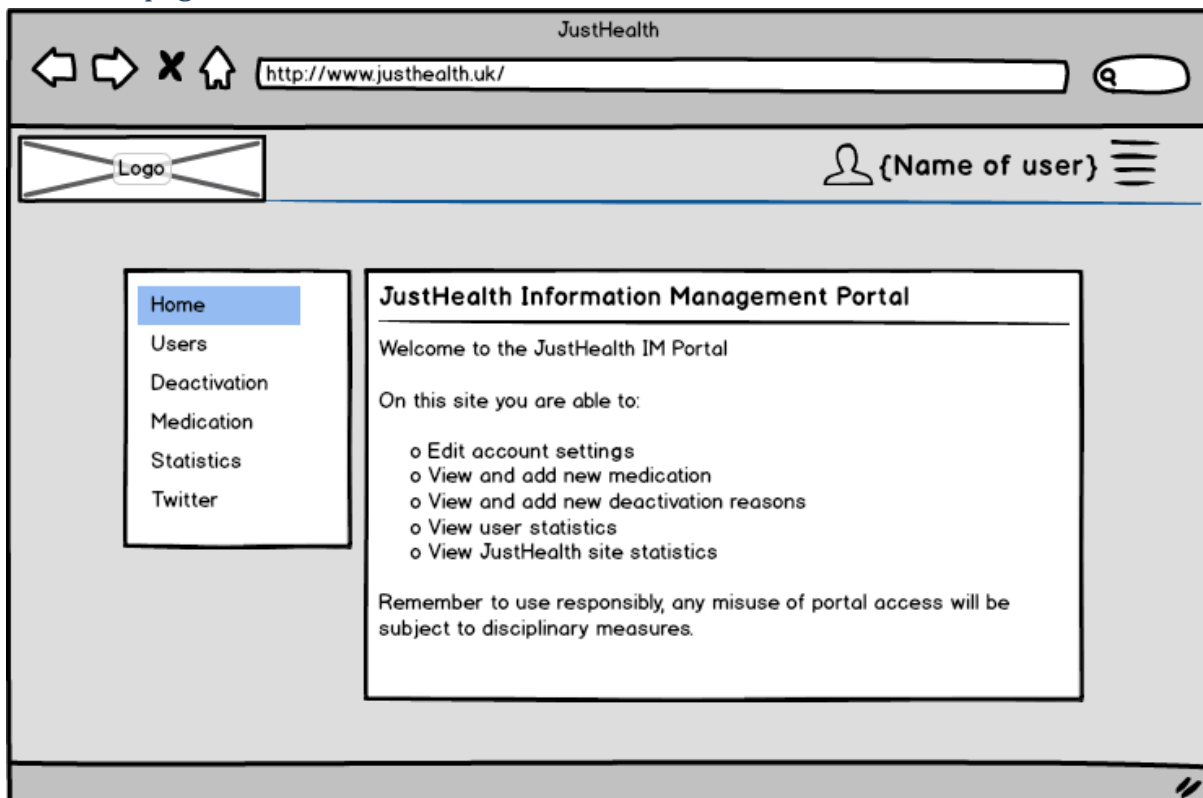 JustHealth
http://www.justhealth.uk/
Logo
{Name of user}
Home
Users
Deactivation
Medication
Statistics
Twitter
JustHealth Information Management Portal
Welcome to the JustHealth IM Portal
On this site you are able to:
o Edit account settings
o View and add new medication
o View and add new deactivation reasons
o View user statistics
o View JustHealth site statistics
Remember to use responsibly, any misuse of portal access will be
subject to disciplinary measures.